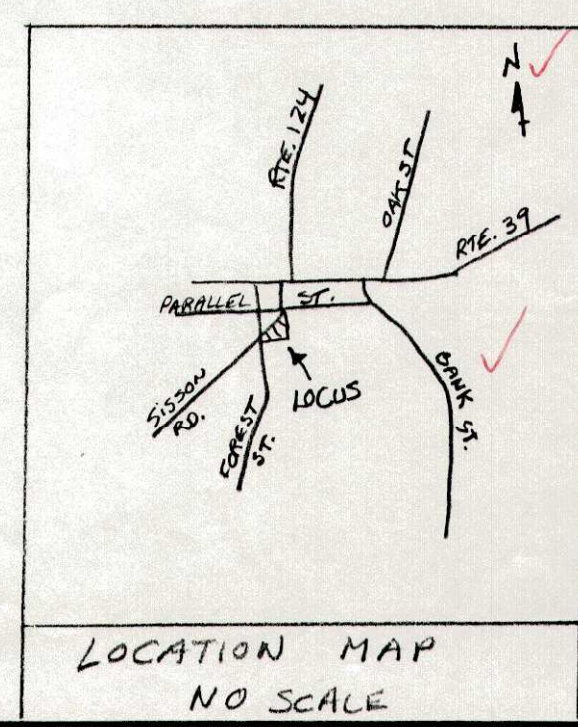 N
RTE. 124
OAK ST
RTE. 39
PARALLEL ST.
SISSON
RD.
LOCUS
BANK
ST.
FOREST
ST.
LOCATION MAP
NO SCALE